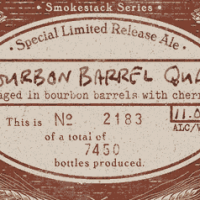 • Smokestack Series •
• Special Limited Release Ale •
OURBON BARREL QUA
aged in bourbon barrels with cherr
This is № 2183
11.0
ALC/V
of a total of
7450
bottles produced.